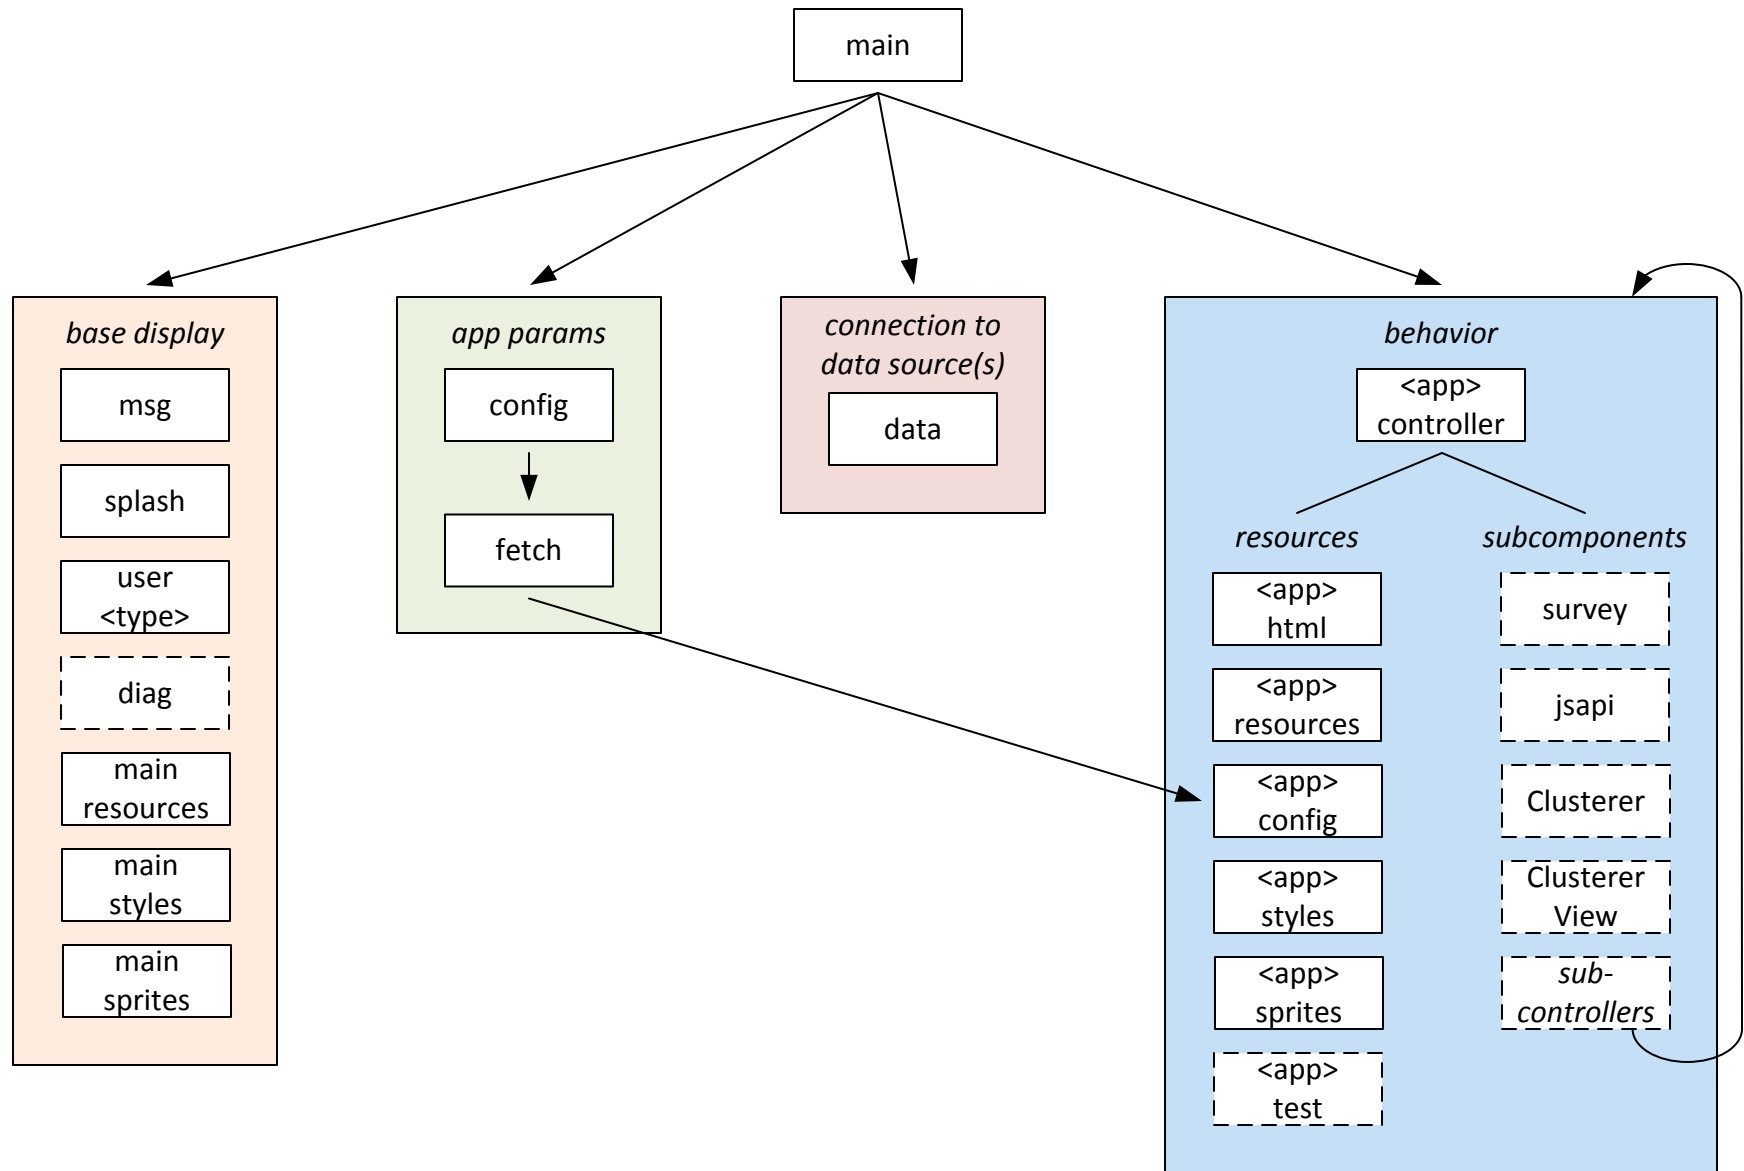 main
base display
msg
splash
user
<type>
diag
main
resources
main
styles
main
sprites
app params
config
fetch
connection to
data source(s)
data
behavior
<app>
controller
resources
<app>
html
<app>
resources
<app>
config
<app>
styles
<app>
sprites
<app>
test
subcomponents
survey
jsapi
Clusterer
Clusterer
View
sub-
controllers